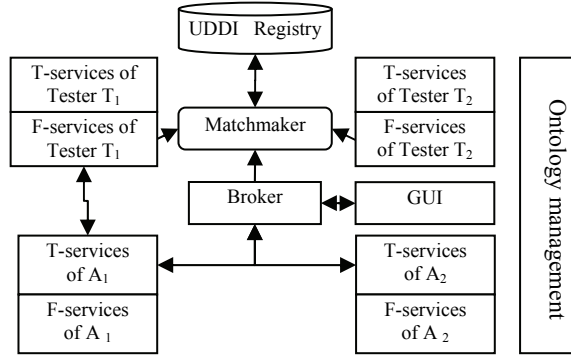 UDDI Registry
T-services of
Tester T1
F-services of
Tester T1
Matchmaker
T-services
of Tester T2
F-services
of Tester T2
Broker
GUI
T-services
of A1
F-services
of A 1
T-services
of A2
F-services
of A 2
Ontology management